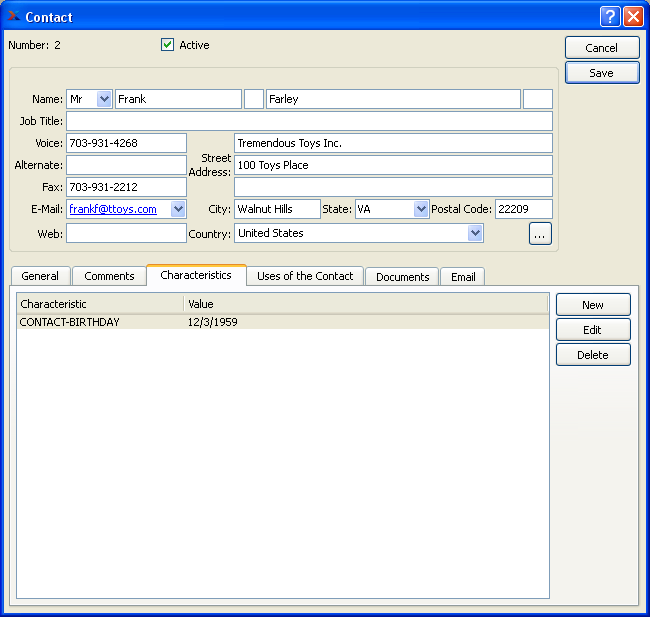 Contact
Number: 2 Active Cancel
Save
Name: Mr Frank Farley
Job Title:
Voice: 703-931-4268 Tremendous Toys Inc.
Alternate: Street Address: 100 Toys Place
Fax: 703-931-2212
E-Mail: frankf@ttoys.com City: Walnut Hills State: VA Postal Code: 22209
Web: Country: United States ...
General Comments Characteristics Uses of the Contact Documents Email
Characteristic Value New
CONTACT-BIRTHDAY 12/3/1959 Edit
Delete